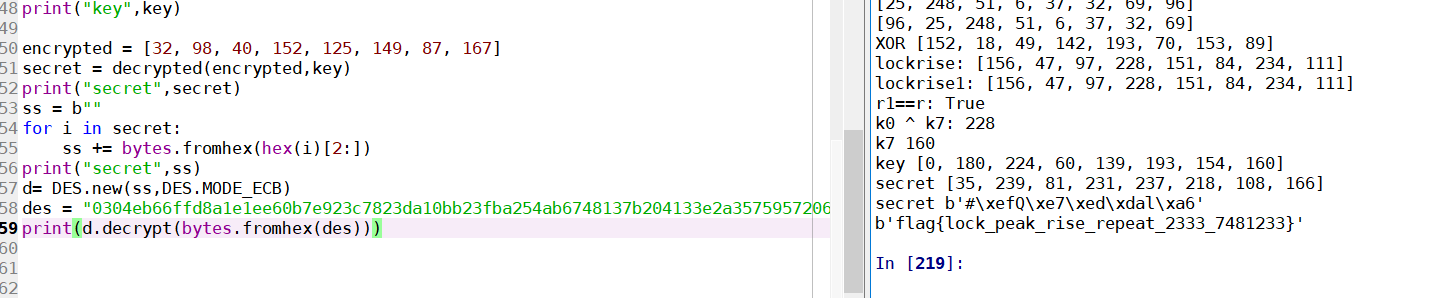 48 print("key",key)
49
50 encrypted = [32, 98, 40, 152, 125, 149, 87, 167]
51 secret = decrypted(encrypted,key)
52 print("secret",secret)
53 ss = b""
54 for i in secret:
55     ss += bytes.fromhex(hex(i)[2:])
56 print("secret",ss)
57 d= DES.new(ss,DES.MODE_ECB)
58 des = "0304eb66ffd8a1e1ee60b7e923c7823da10bb23fba254ab6748137b204133e2a3575957206
59 print(d.decrypt(bytes.fromhex(des)))
60
61
62
[25, 248, 51, 6, 37, 32, 69, 96]
[96, 25, 248, 51, 6, 37, 32, 69]
XOR [152, 18, 49, 142, 193, 70, 153, 89]
lockrise: [156, 47, 97, 228, 151, 84, 234, 111]
lockrise1: [156, 47, 97, 228, 151, 84, 234, 111]
r1==r: True
k0 ^ k7: 228
k7 160
key [0, 180, 224, 60, 139, 193, 154, 160]
secret [35, 239, 81, 231, 237, 218, 108, 166]
secret b'#\xefQ\xe7\xed\xdal\xa6'
b'flag{lock_peak_rise_repeat_2333_7481233}'
In [219]: